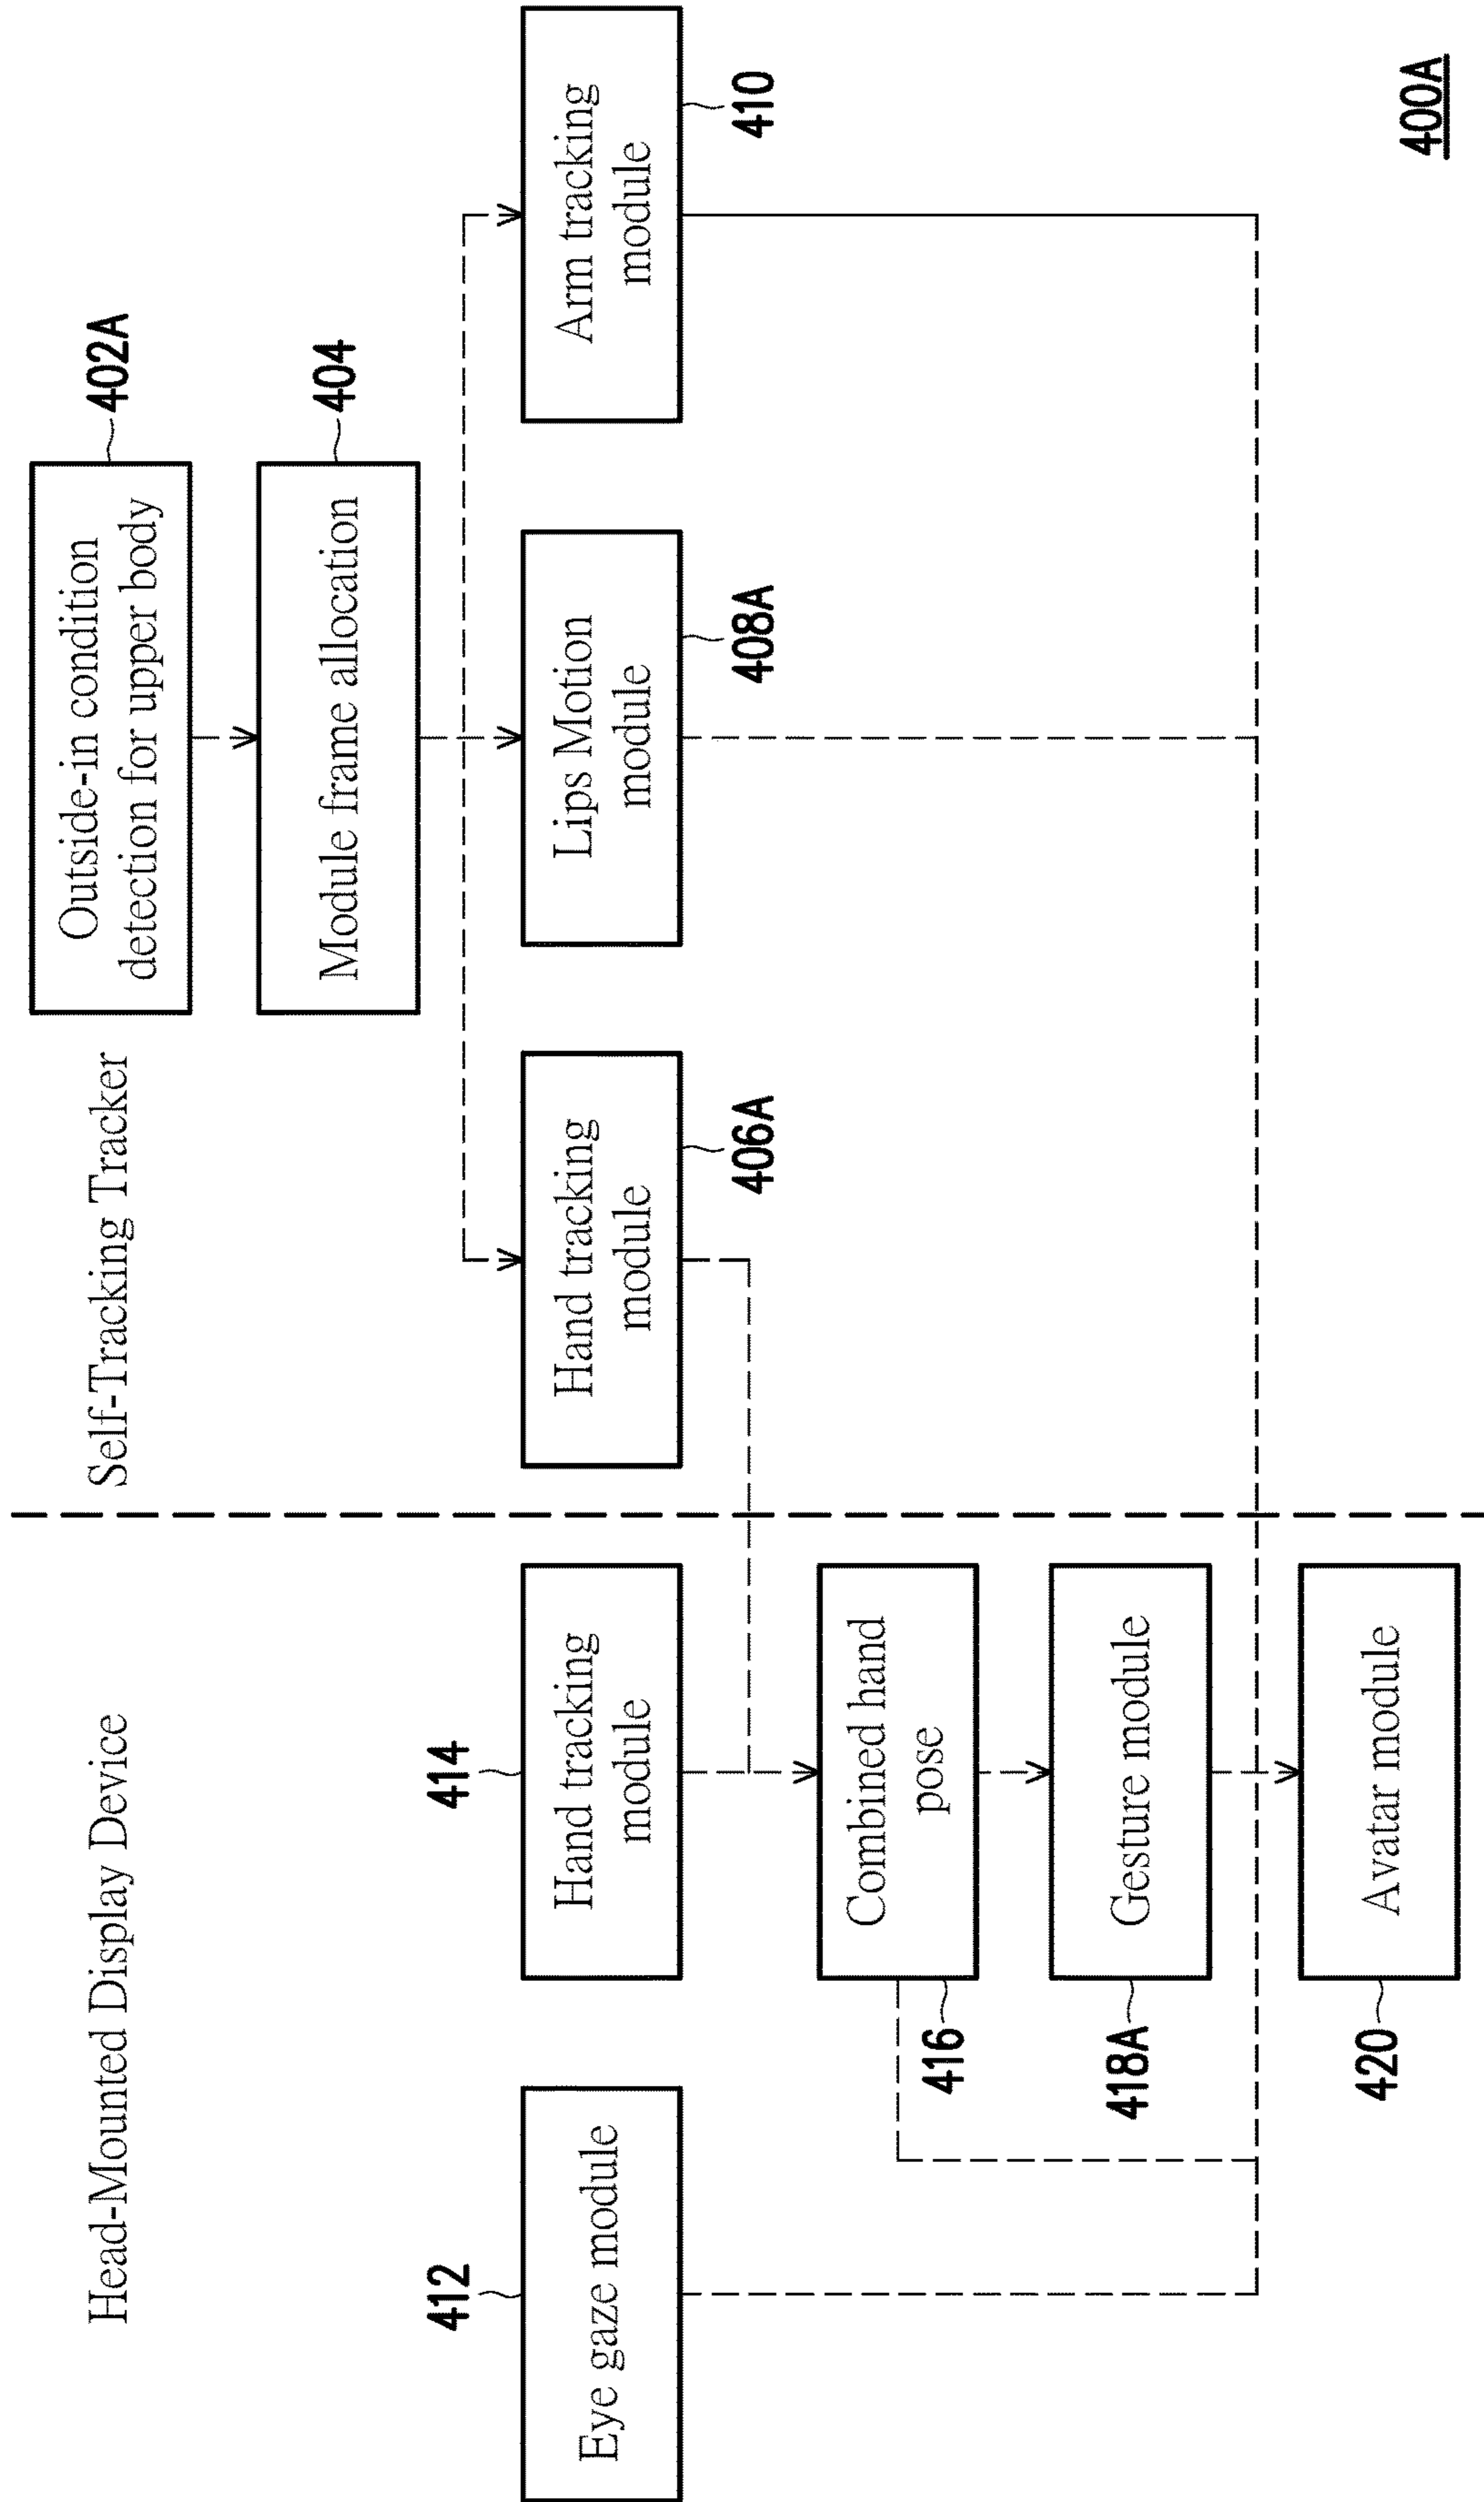 Head-Mounted Display Device
Self-Tracking Tracker
Outside-in condition
detection for upper body
402A
Module frame allocation
404
412
Eye gaze module
414
Hand tracking
module
Hand tracking
module
406A
Lips Motion
module
408A
Arm tracking
module
410
Combined hand
pose
416
Gesture module
418A
Avatar module
420
400A